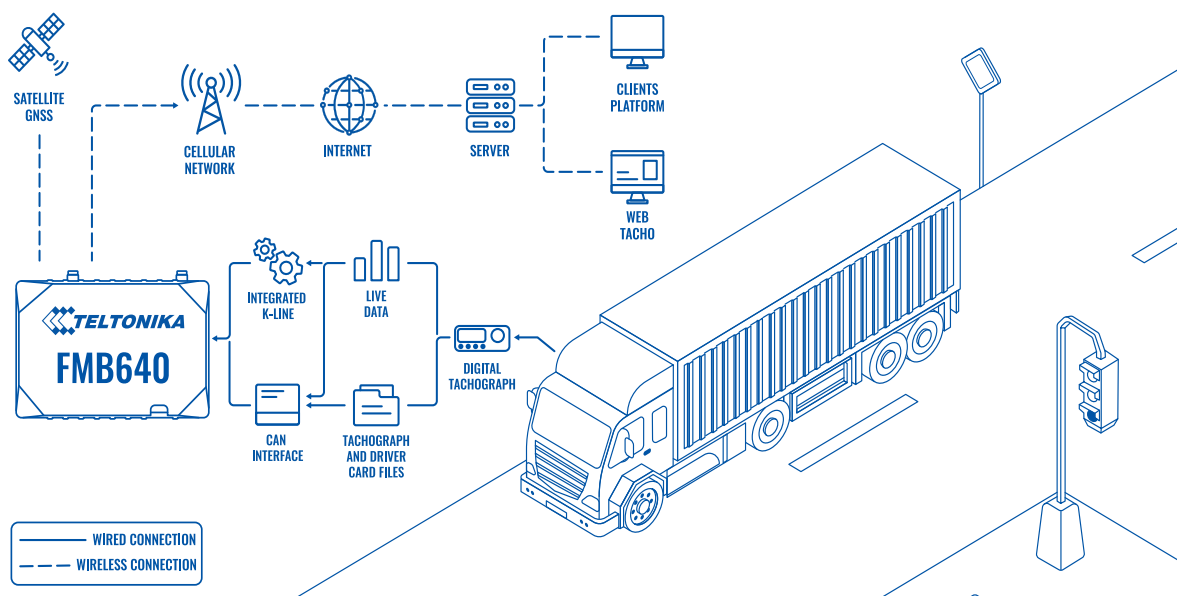 SATELLITE
GNSS
CELLULAR
NETWORK
INTERNET
SERVER
CLIENTS
PLATFORM
WEB
TACHO
TELTONIKA
FMB640
INTEGRATED
K-LINE
LIVE
DATA
DIGITAL
TACHOGRAPH
CAN
INTERFACE
TACHOGRAPH
AND DRIVER
CARD FILES
WIRED CONNECTION
WIRELESS CONNECTION